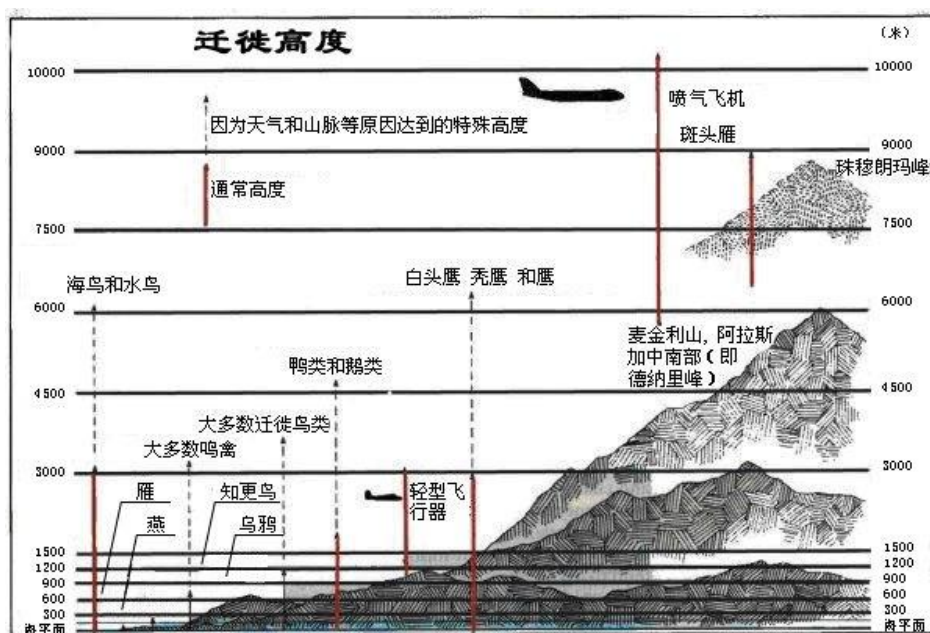 迁徙高度
(米)
10000
10000
喷气飞机
因为天气和山脉等原因达到的特殊高度
斑头雁
9000
9000
珠穆朗玛峰
通常高度
7500
7500
海鸟和水鸟
白头鹰 秃鹰 和鹰
6000
6000
麦金利山, 阿拉斯
加中南部(即
德纳里峰)
鸭类和鹅类
4500
4500
大多数迁徙鸟类
大多数鸣禽
3000
3000
雁
知更鸟
轻型飞
行器
燕
乌鸦
1500
1500
1200
1200
900
900
600
600
300
300
海平面
海平面